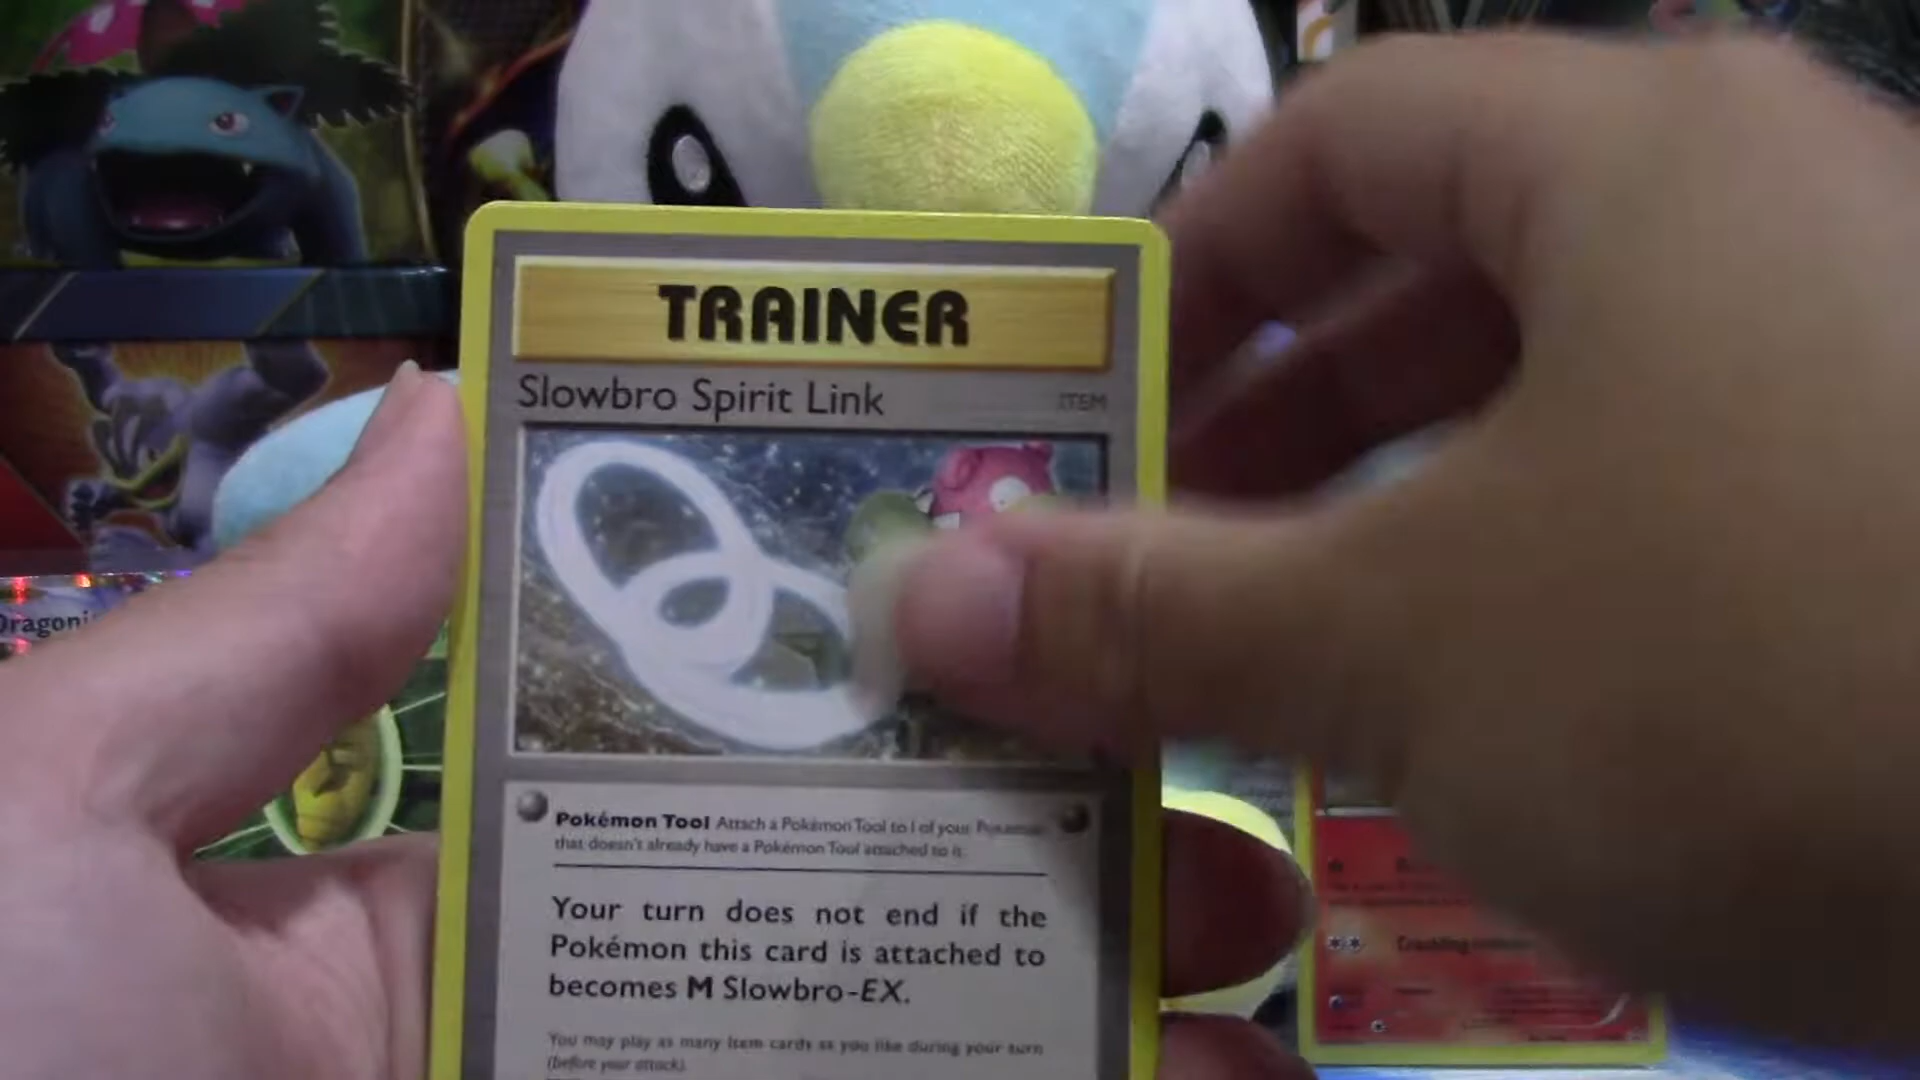 TRAINER
Slowbro Spirit Link
ITEM
Dragoni
Pokémon Tool Attach a Pokémon Tool to 1 of your Pokémon
that doesn't already have a Pokémon Tool attached to it.
Your turn does not end if the
Pokémon this card is attached to
becomes M Slowbro-EX.
You may play as many Item cards as you like during your turn
(before your attack).